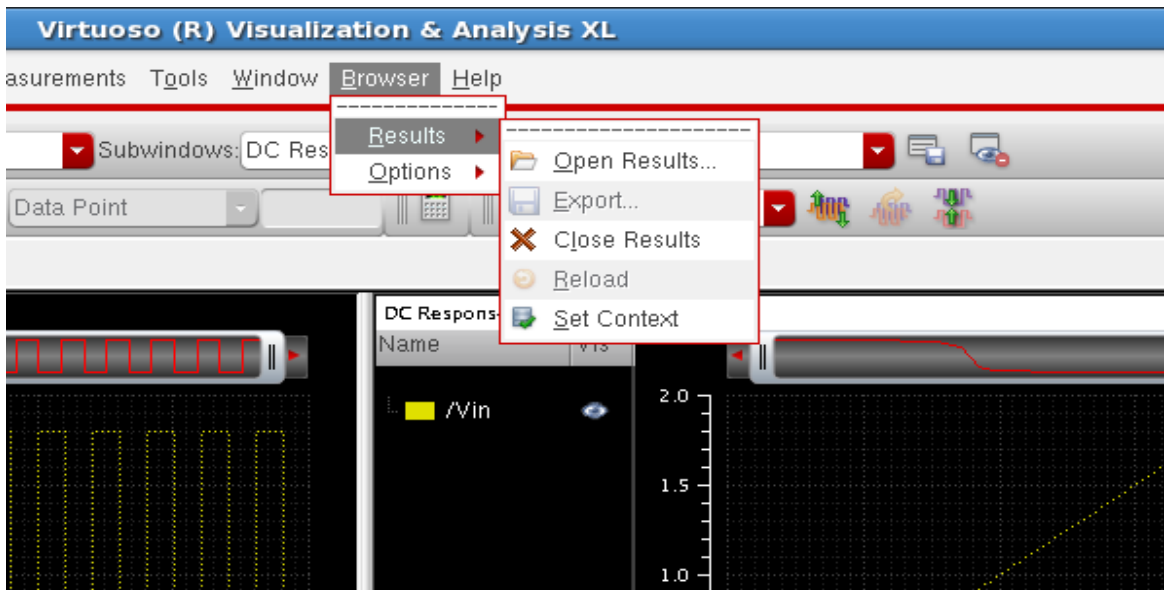 Virtuoso (R) Visualization & Analysis XL
asurements Tools Window Browser Help
Subwindows: DC Res
Results
Options
Open Results...
Export...
Close Results
Reload
Set Context
Data Point
DC Respons
Name
/Vin
2.0
1.5
1.0